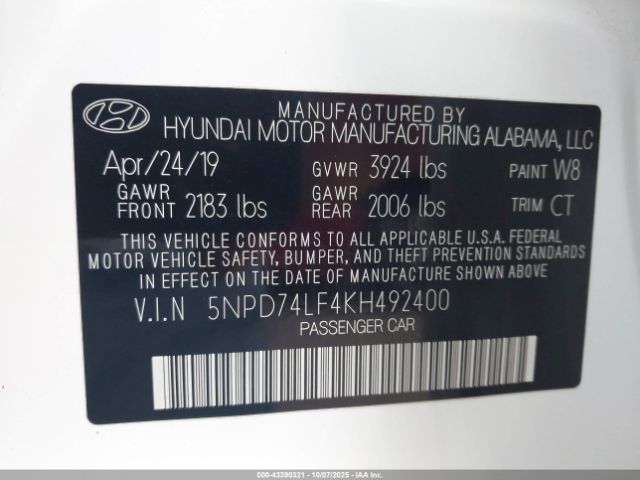 MANUFACTURED BY
HYUNDAI MOTOR MANUFACTURING ALABAMA, LLC
Apr/24/19 GVWR 3924 lbs PAINT W8
GAWR FRONT 2183 lbs GAWR REAR 2006 lbs TRIM CT
THIS VEHICLE CONFORMS TO ALL APPLICABLE U.S.A. FEDERAL
MOTOR VEHICLE SAFETY, BUMPER, AND THEFT PREVENTION STANDARDS
IN EFFECT ON THE DATE OF MANUFACTURE SHOWN ABOVE.
V.I.N 5NPD74LF4KH492400
PASSENGER CAR
000-43390321 - 10/07/2025 - IAAI.com